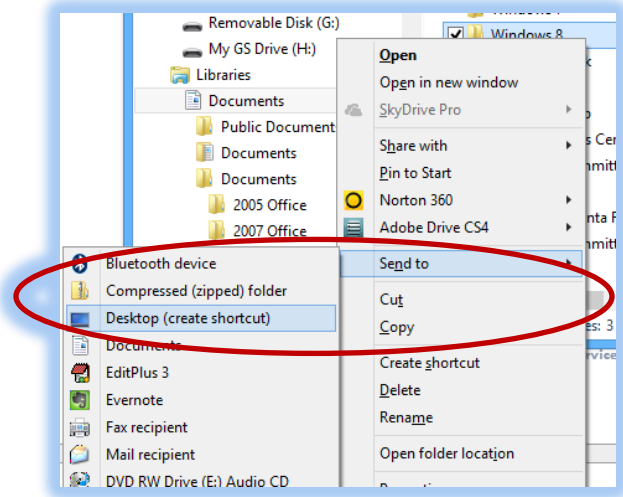 Removable Disk (G:)
My GS Drive (H:)
Libraries
Documents
Public Document
Documents
Documents
2005 Office
2007 Office
Windows 8
Open
Open in new window
SkyDrive Pro
Share with
Pin to Start
Norton 360
Adobe Drive CS4
Send to
Cut
Copy
Create shortcut
Delete
Rename
Open folder location
Bluetooth device
Compressed (zipped) folder
Desktop (create shortcut)
Documents
EditPlus 3
Evernote
Fax recipient
Mail recipient
DVD RW Drive (E:) Audio CD